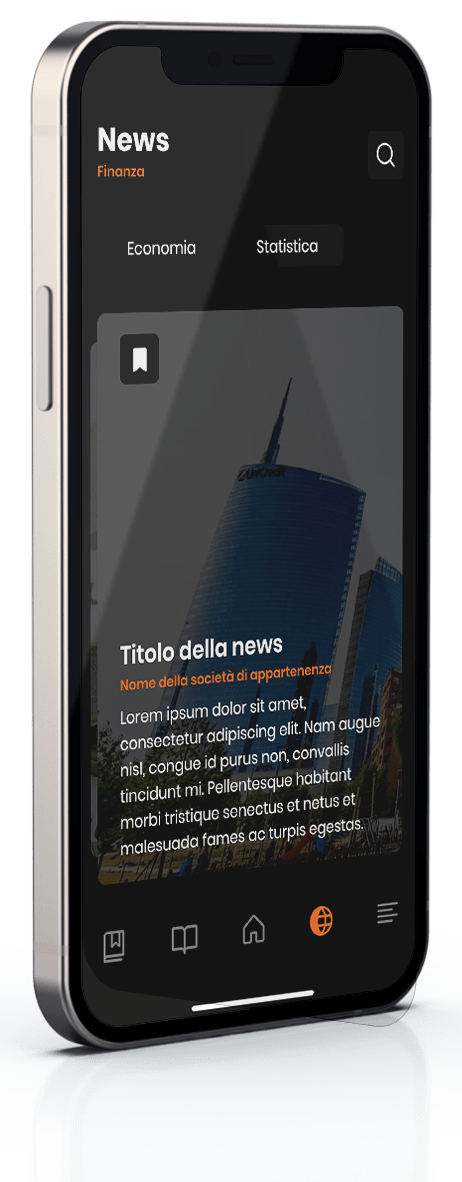 News
Finanza
Economia
Statistica
Titolo della news
Nome della società di appartenenza
Lorem ipsum dolor sit amet,
consectetur adipiscing elit. Nam augue
nisl, congue id purus non, convallis
tincidunt mi. Pellentesque habitant
morbi tristique senectus et netus et
malesuada fames ac turpis egestas.